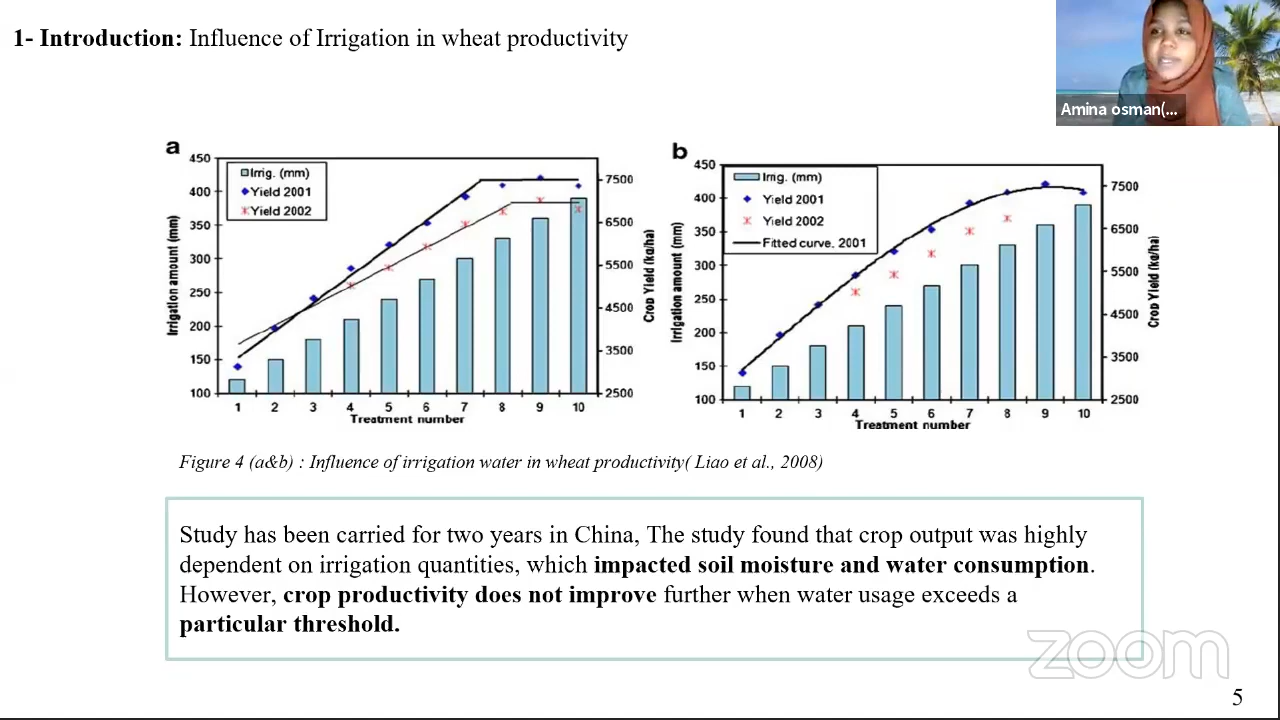 1- Introduction: Influence of Irrigation in wheat productivity
Amina osman(...
a
450
400
350
300
250
200
150
100
Irrigation amount (mm)
Irrig. (mm)
Yield 2001
Yield 2002
7500
6500
5500
4500
3500
2500
Crop Yield (kg/ha)
1 2 3 4 5 6 7 8 9 10
Treatment number
b
450
400
350
300
250
200
150
100
Irrigation amount (mm)
Irrig. (mm)
Yield 2001
Yield 2002
Fitted curve, 2001
7500
6500
5500
4500
3500
2500
Crop Yield (kg/ha)
1 2 3 4 5 6 7 8 9 10
Treatment number
Figure 4 (a&b) : Influence of irrigation water in wheat productivity( Liao et al., 2008)
Study has been carried for two years in China, The study found that crop output was highly
dependent on irrigation quantities, which impacted soil moisture and water consumption.
However, crop productivity does not improve further when water usage exceeds a
particular threshold.
zoom
5